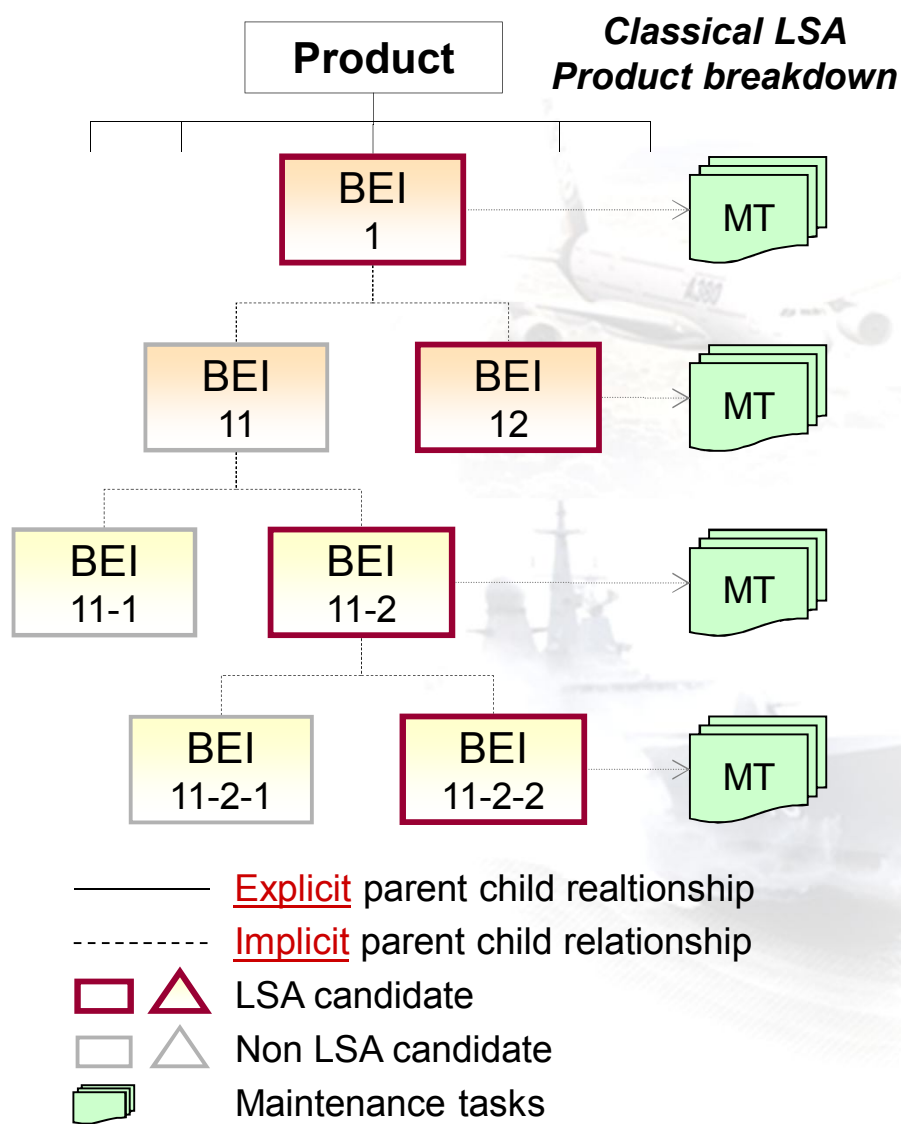 Product
Classical LSA
Product breakdown
BEI
1
MT
BEI
11
BEI
12
MT
BEI
11-1
BEI
11-2
MT
BEI
11-2-1
BEI
11-2-2
MT
Explicit parent child realtionship
Implicit parent child relationship
LSA candidate
Non LSA candidate
Maintenance tasks
A380